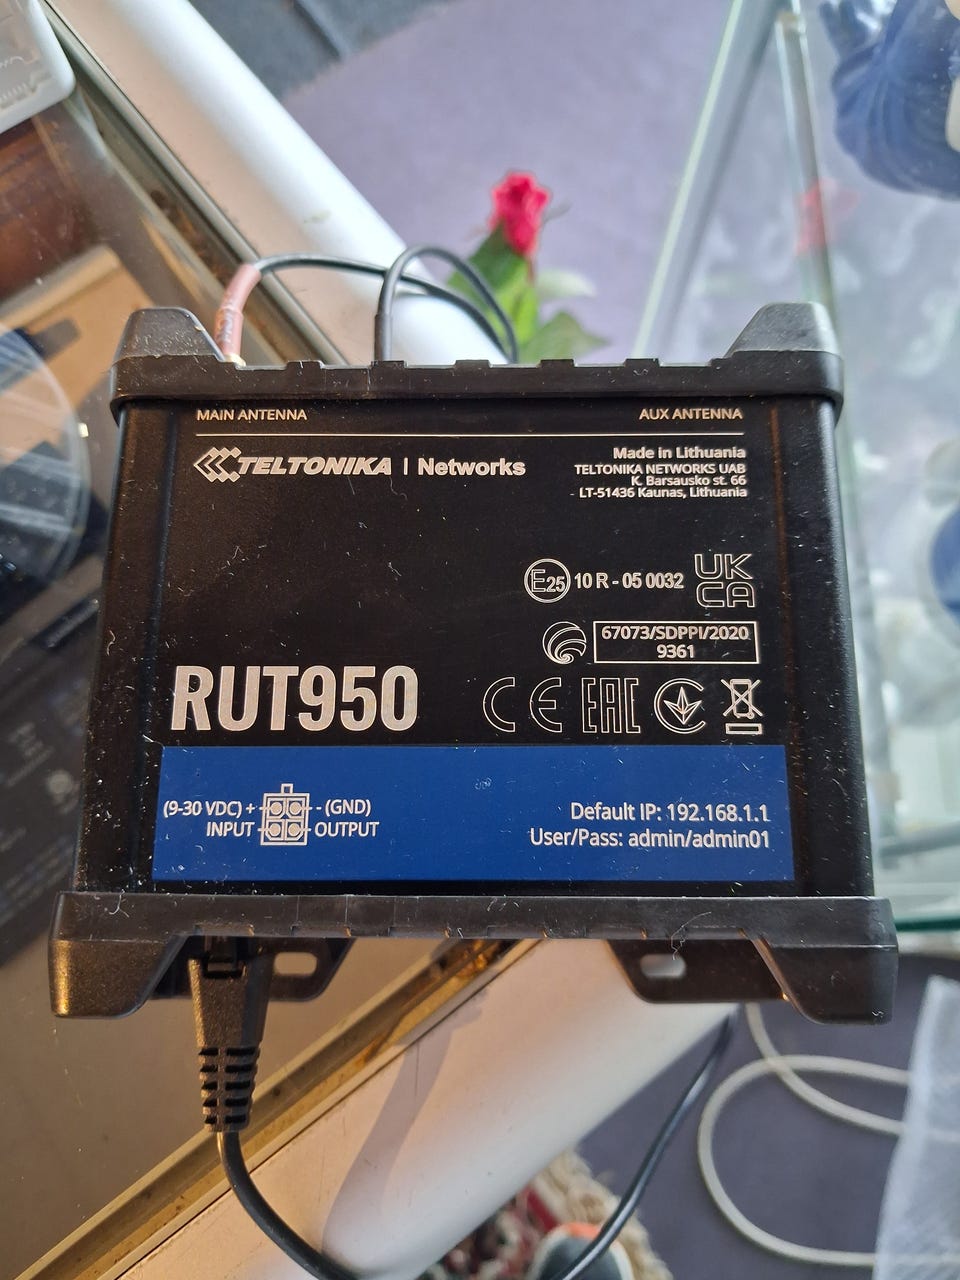 MAIN ANTENNA
AUX ANTENNA
TELTONIKA | Networks
Made in Lithuania
TELTONIKA NETWORKS UAB
K. Barsausko st. 66
LT-51436 Kaunas, Lithuania
E25 10 R - 05 0032
UK
CA
67073/SDPPI/2020
9361
RUT950
CE EAC
(9-30 VDC) + - (GND)
INPUT OUTPUT
Default IP: 192.168.1.1
User/Pass: admin/admin01